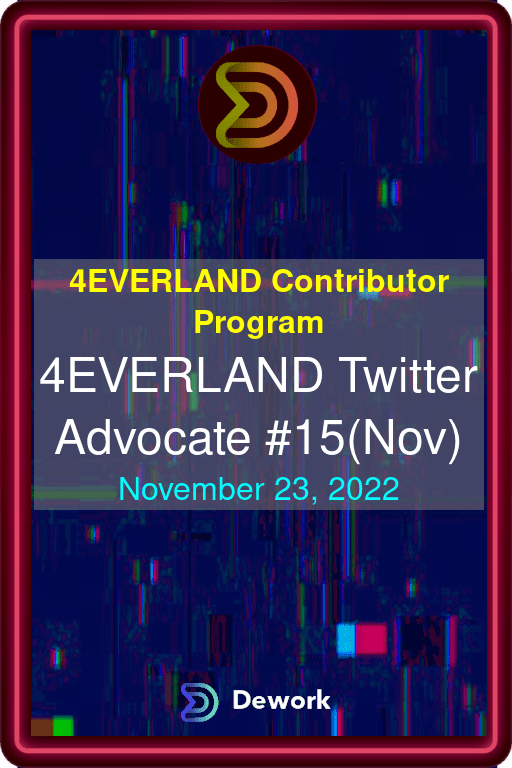 4EVERLAND Contributor
Program
4EVERLAND Twitter
Advocate #15(Nov)
November 23, 2022
Dework